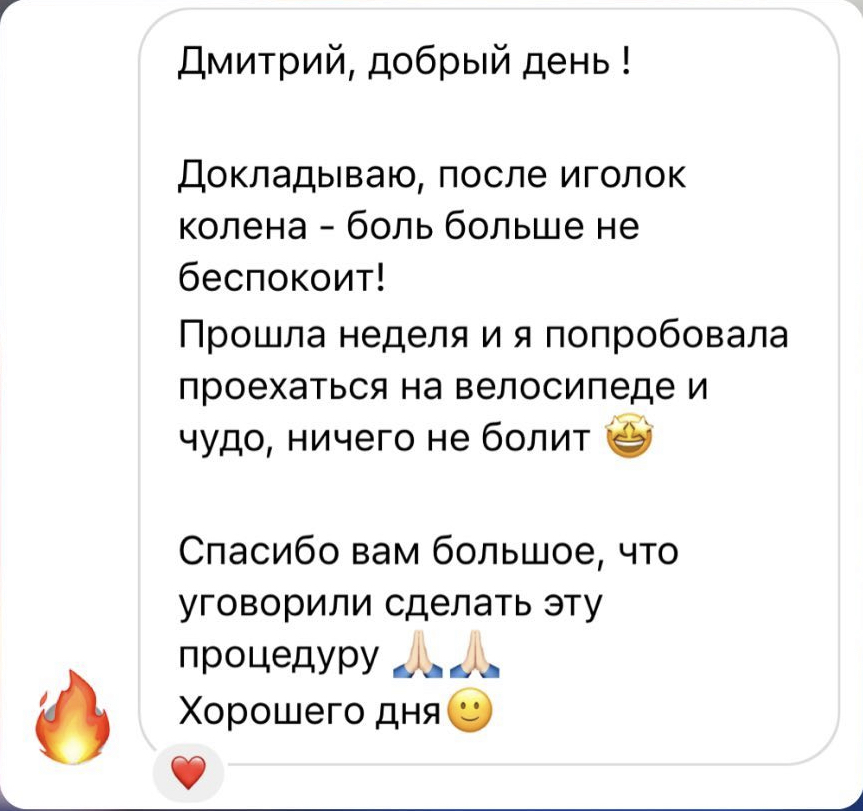 Дмитрий, добрый день !
Докладываю, после иголок
колена - боль больше не
беспокоит!
Прошла неделя и я попробовала
проехаться на велосипеде и
чудо, ничего не болит 🤩
Спасибо вам большое, что
уговорили сделать эту
процедуру 🙏🏻🙏🏻
Хорошего дня🙂